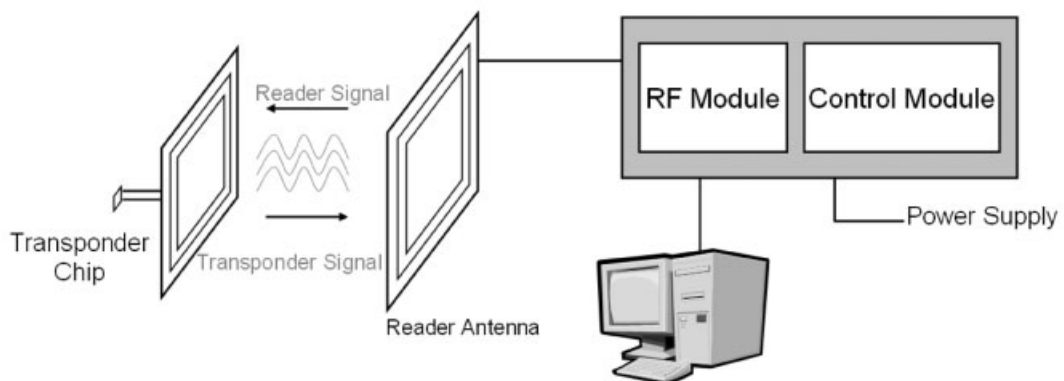 Reader Signal
Transponder Signal
Transponder
Chip
Reader Antenna
RF Module
Control Module
Power Supply